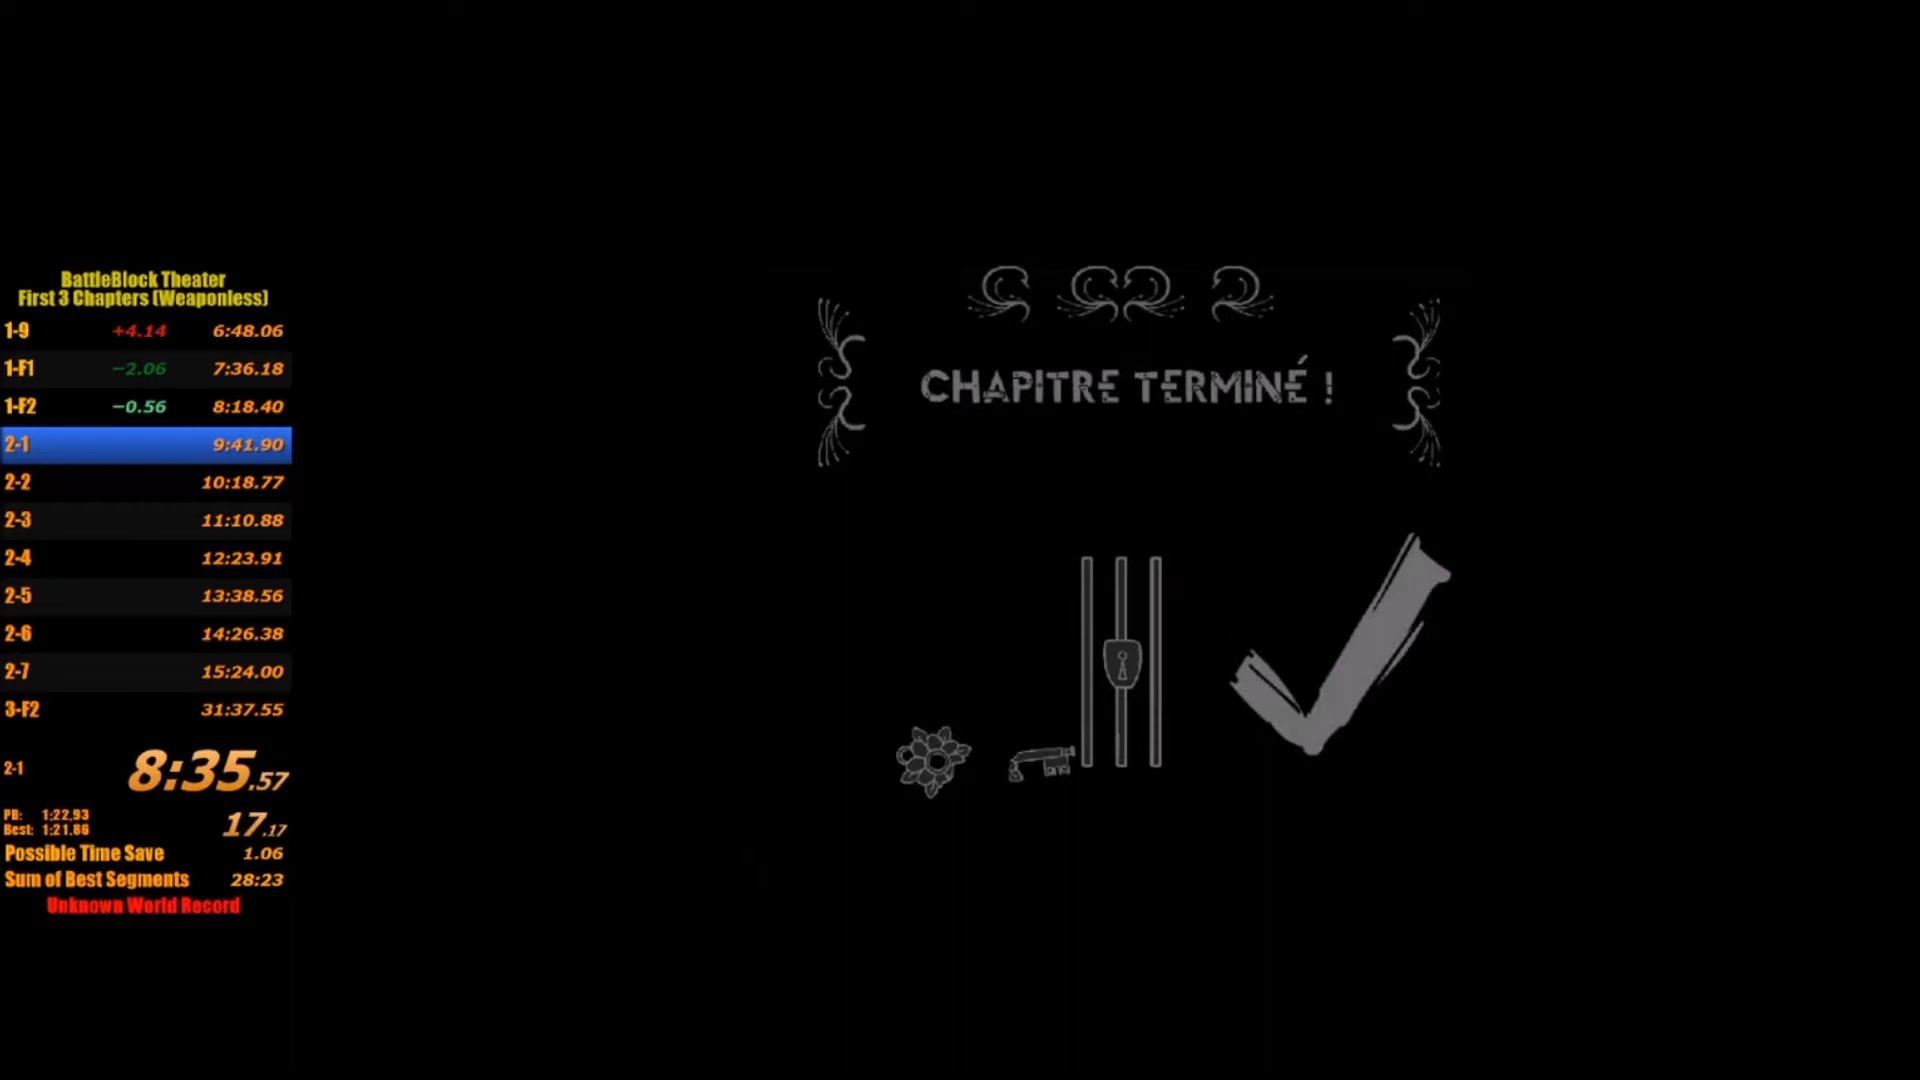 BattleBlock Theater
First 3 Chapters (Weaponless)
1-9 +4.14 6:48.06
1-F1 −2.06 7:36.18
1-F2 −0.56 8:18.40
2-1 9:41.90
2-2 10:18.77
2-3 11:10.88
2-4 12:23.91
2-5 13:38.56
2-6 14:26.38
2-7 15:24.00
3-F2 31:37.55
2-1 8:35.57
PB: 1:22.93
Best: 1:21.86
17.17
Possible Time Save 1.06
Sum of Best Segments 28:23
Unknown World Record
CHAPITRE TERMINÉ !